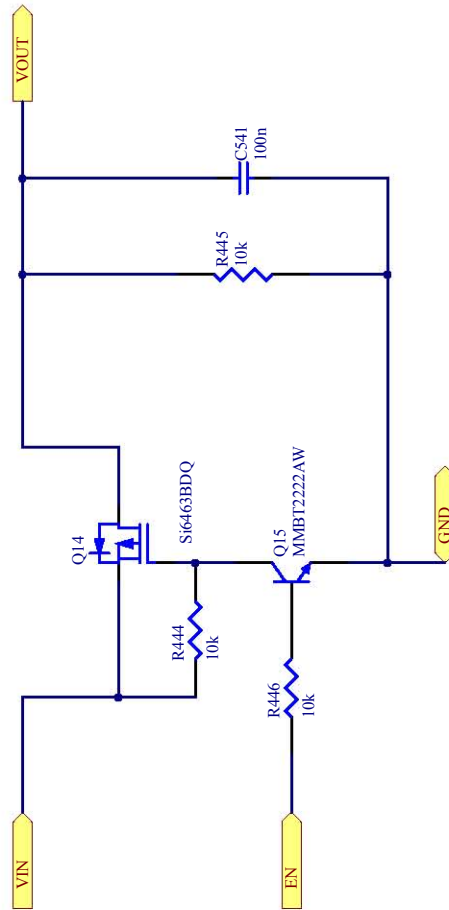 VIN
VOUT
Q14
Si6463BDQ
R444
10k
R445
10k
C541
100n
Q15
MMBT2222AW
R446
10k
EN
GND